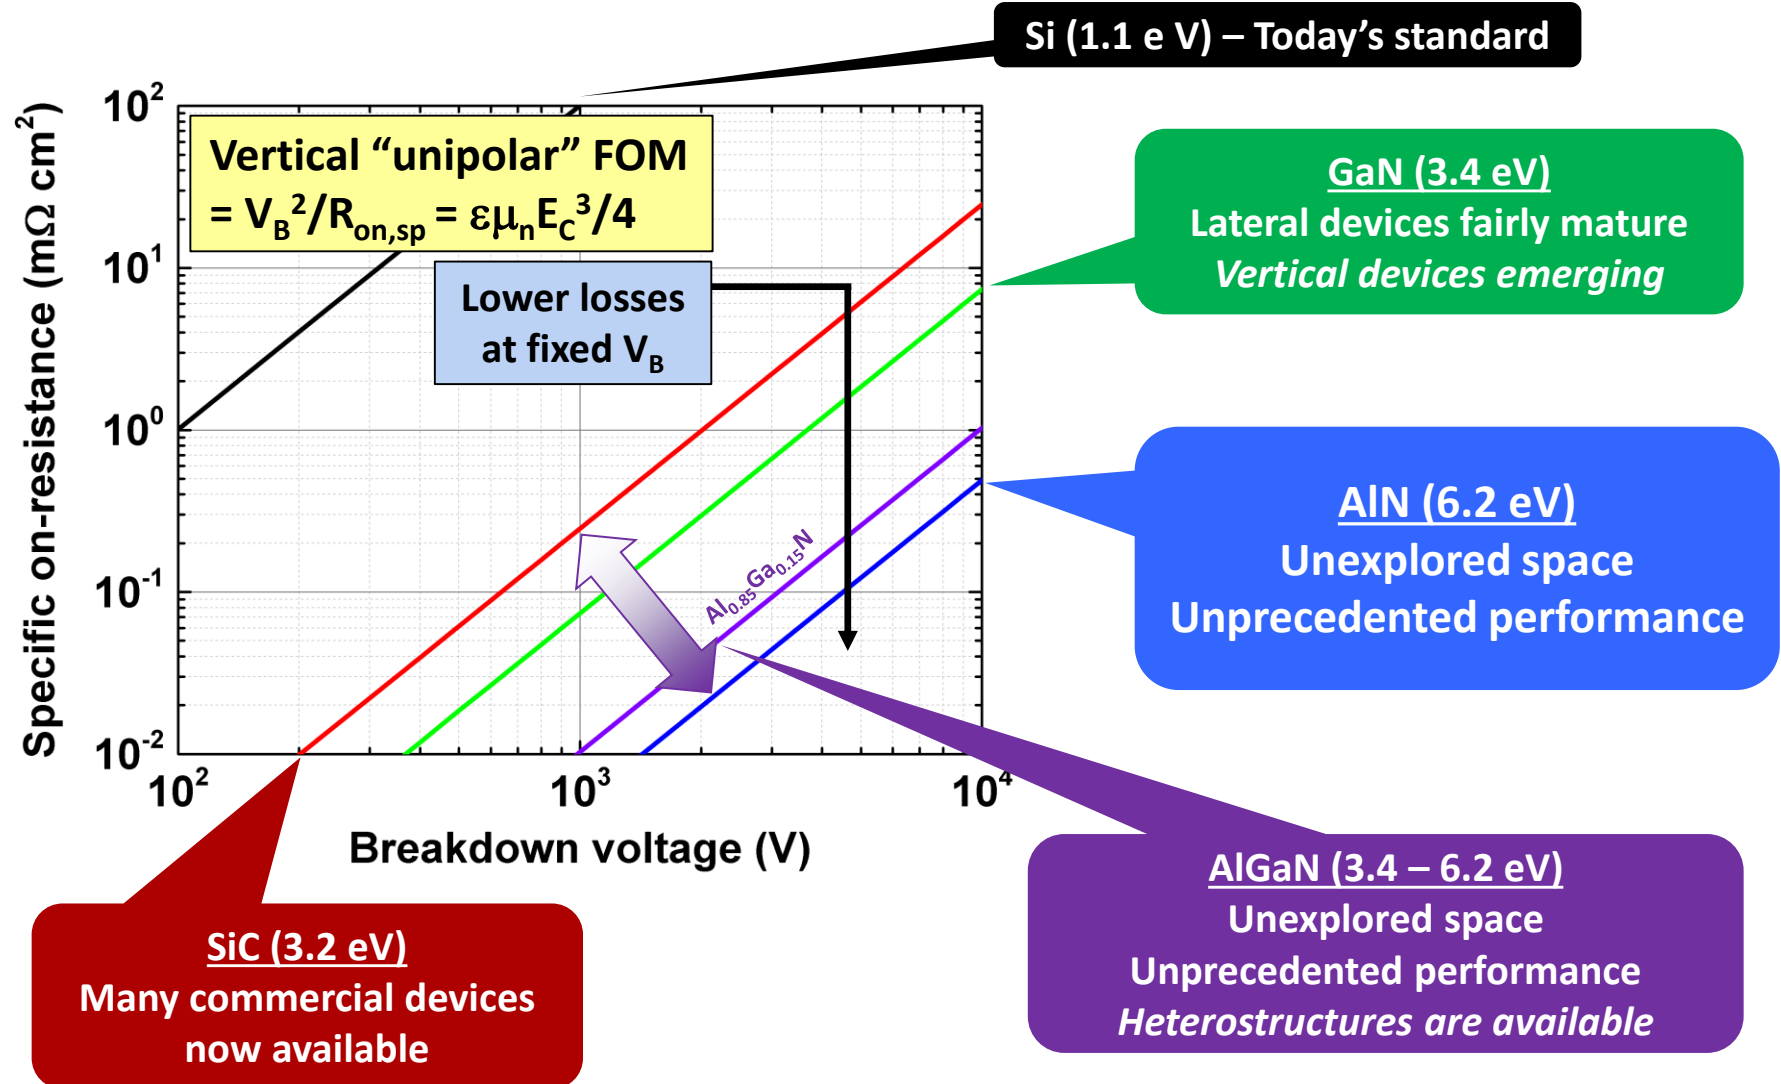 Si (1.1 e V) – Today’s standard
Specific on-resistance (mΩ cm²)
10²
10¹
10⁰
10⁻¹
10⁻²
Vertical “unipolar” FOM
= V_B²/R_on,sp = εμ_nE_C³/4
Lower losses
at fixed V_B
Al₀.₈₅Ga₀.₁₅N
10²
10³
10⁴
Breakdown voltage (V)
GaN (3.4 eV)
Lateral devices fairly mature
Vertical devices emerging
AlN (6.2 eV)
Unexplored space
Unprecedented performance
AlGaN (3.4 – 6.2 eV)
Unexplored space
Unprecedented performance
Heterostructures are available
SiC (3.2 eV)
Many commercial devices
now available